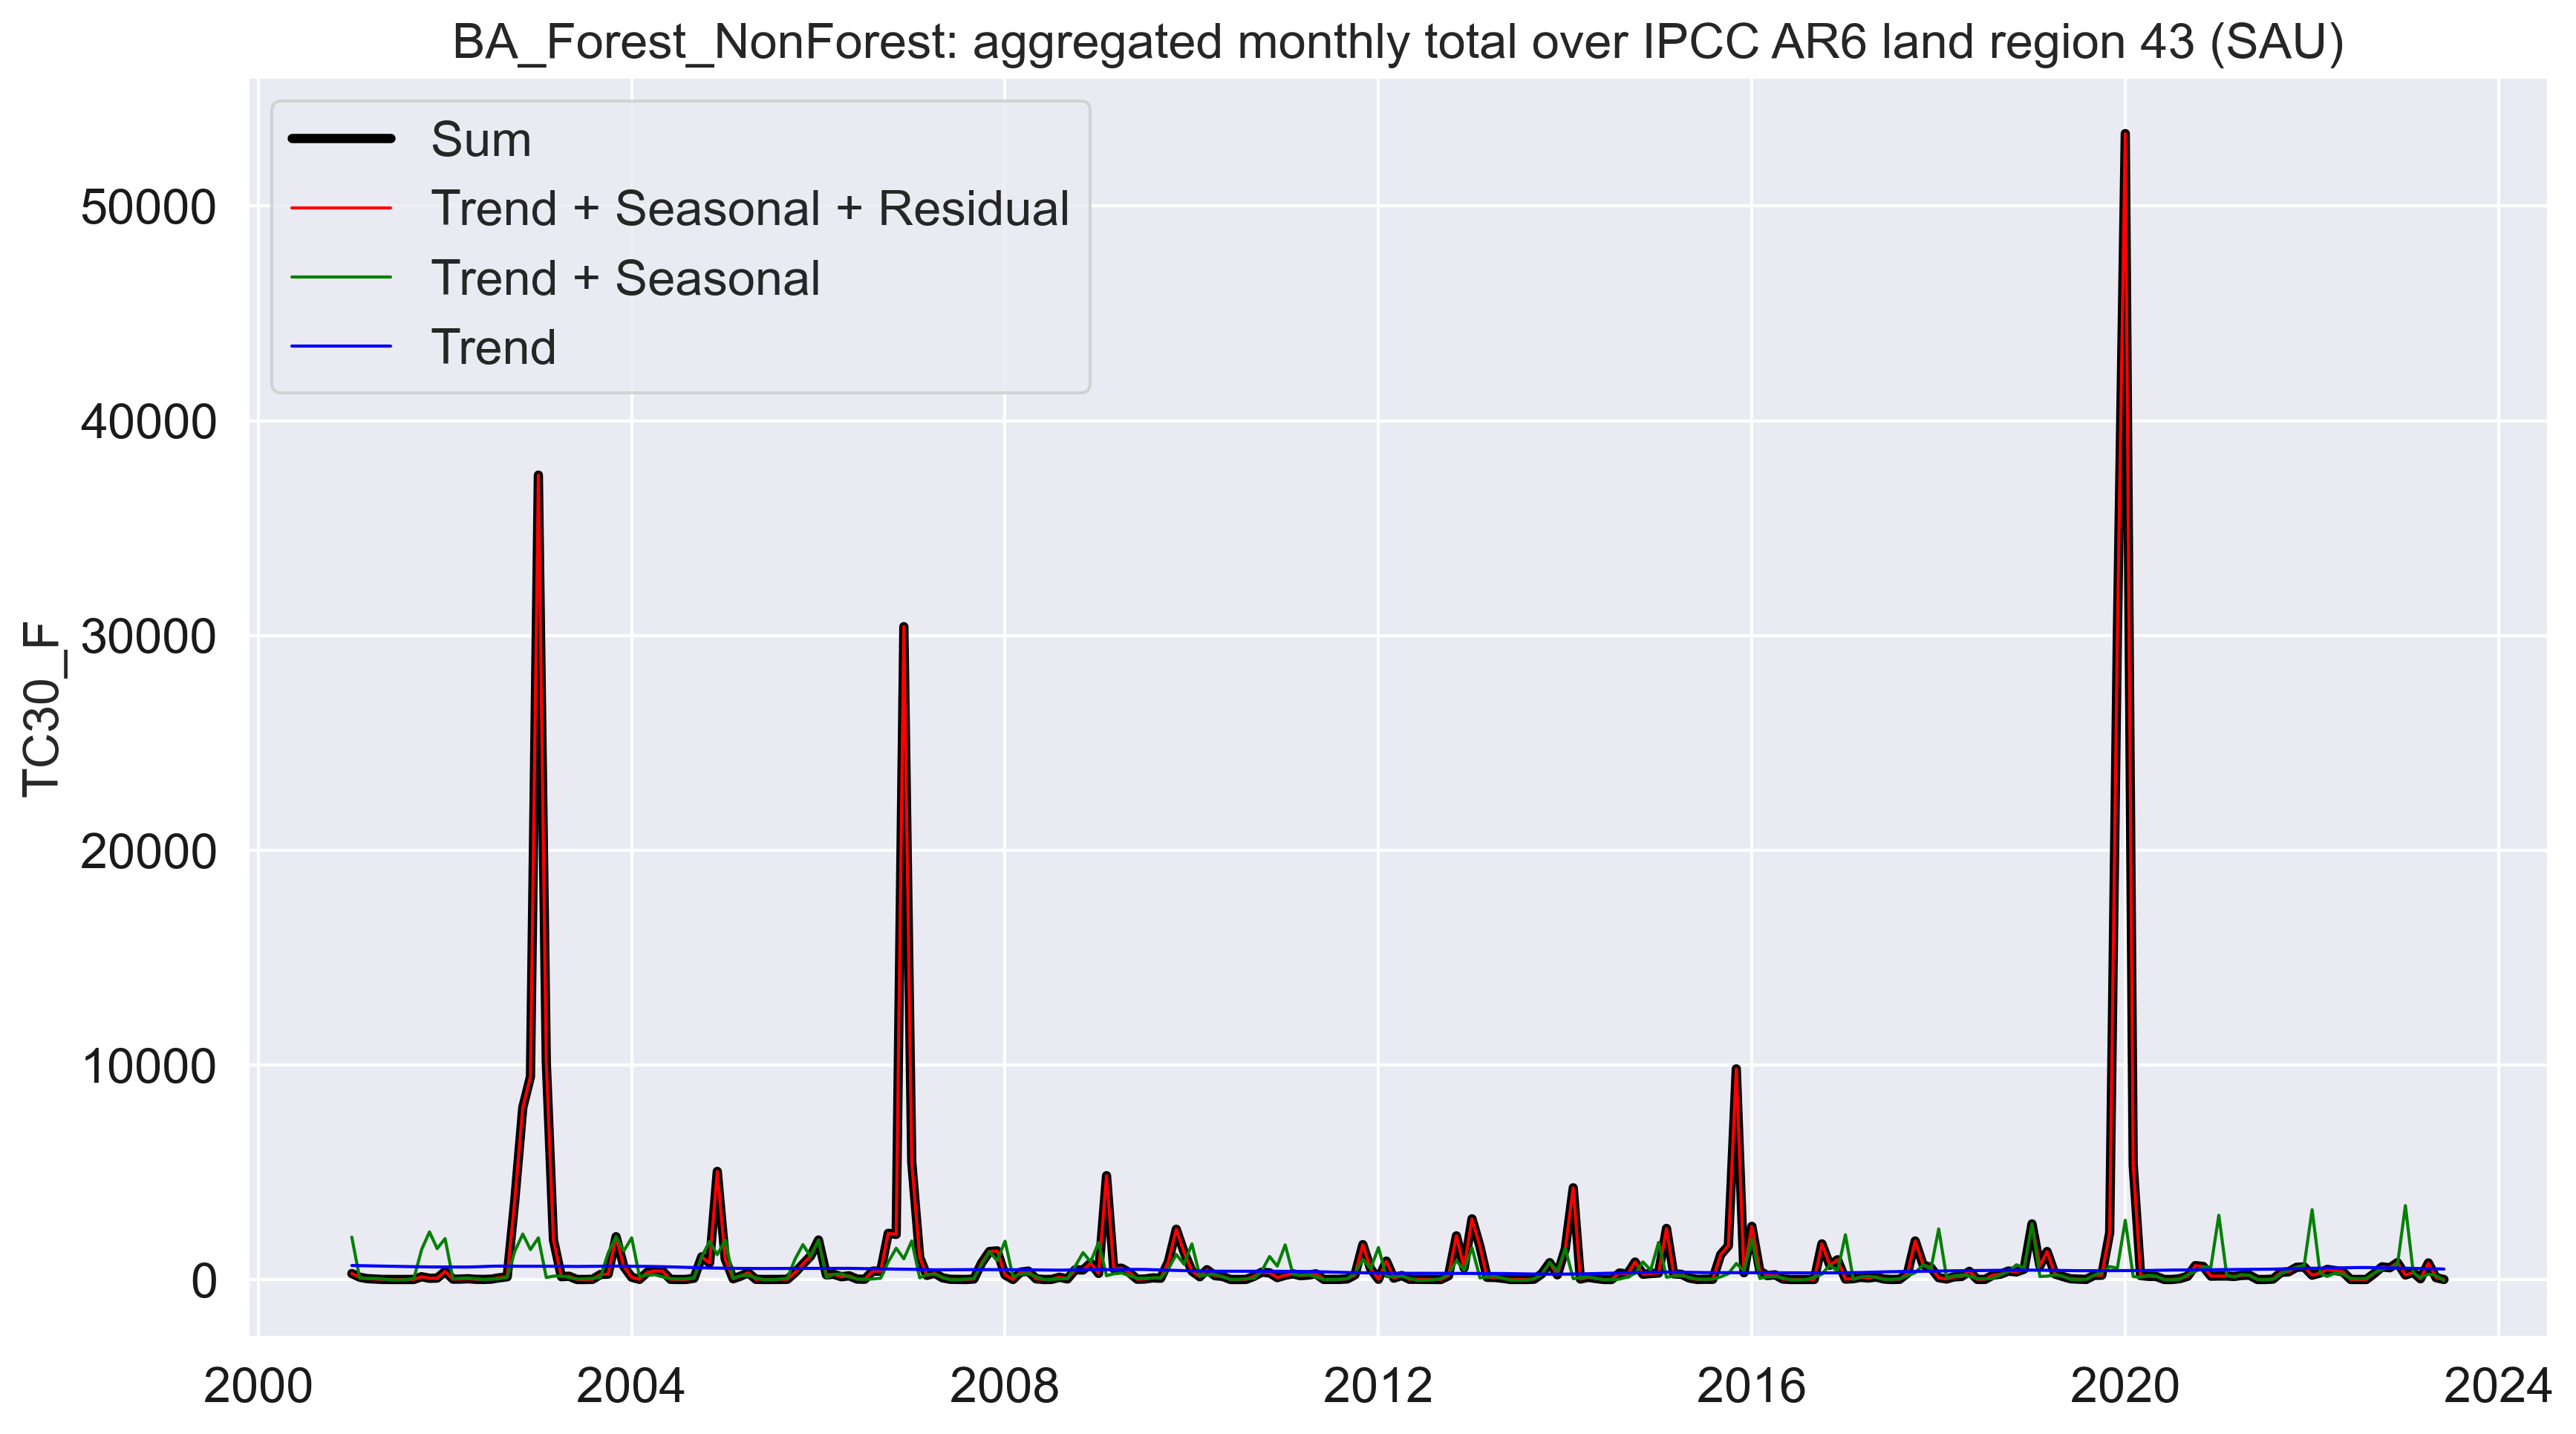 BA_Forest_NonForest: aggregated monthly total over IPCC AR6 land region 43 (SAU)
Sum
Trend + Seasonal + Residual
Trend + Seasonal
Trend
TC30_F
50000
40000
30000
20000
10000
0
2000 2004 2008 2012 2016 2020 2024